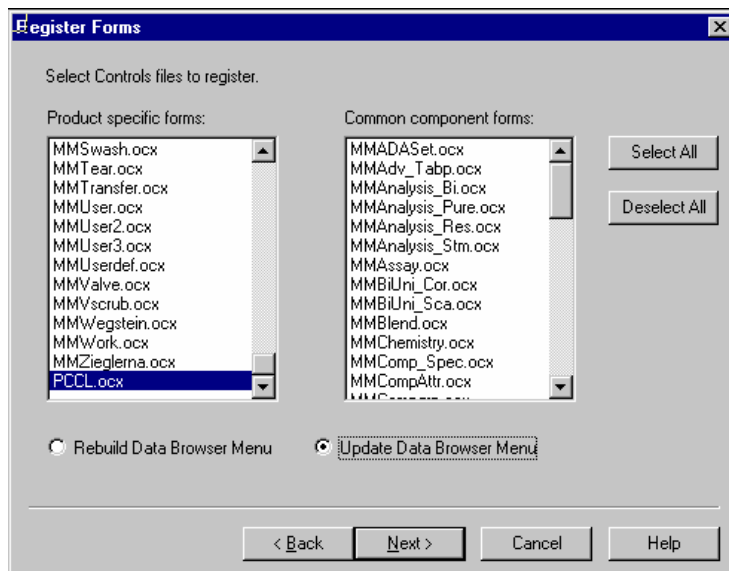 Register Forms
Select Controls files to register.
Product specific forms:
MMSwash.ocx
MMTear.ocx
MMTransfer.ocx
MMUser.ocx
MMUser2.ocx
MMUser3.ocx
MMUserdef.ocx
MMValve.ocx
MMVscrub.ocx
MMWegstein.ocx
MMWork.ocx
MMZieglerna.ocx
PCCL.ocx
Common component forms:
MMADASet.ocx
MMAdv_Tabp.ocx
MMAnalysis_Bi.ocx
MMAnalysis_Pure.ocx
MMAnalysis_Res.ocx
MMAnalysis_Stm.ocx
MMAssay.ocx
MMBiUni_Cor.ocx
MMBiUni_Sca.ocx
MMBlend.ocx
MMChemistry.ocx
MMComp_Spec.ocx
MMCompAttr.ocx
Select All
Deselect All
Rebuild Data Browser Menu
Update Data Browser Menu
< Back
Next >
Cancel
Help